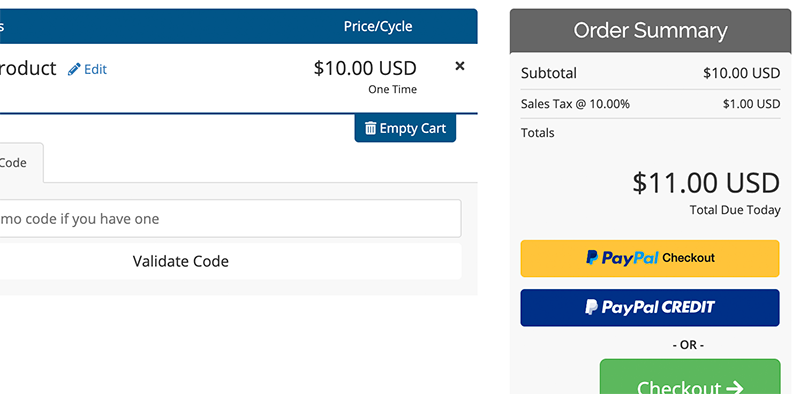 s Price/Cycle
roduct Edit $10.00 USD
One Time
Empty Cart
Code
mo code if you have one
Validate Code
Order Summary
Subtotal $10.00 USD
Sales Tax @ 10.00% $1.00 USD
Totals
$11.00 USD
Total Due Today
PayPal Checkout
PayPal CREDIT
- OR -
Checkout